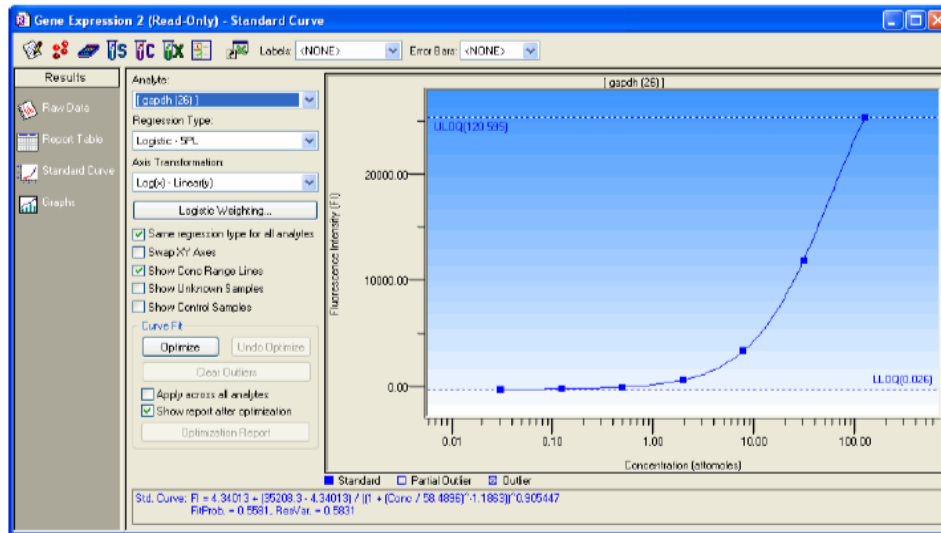 Gene Expression 2 (Read-Only) - Standard Curve
Labels: <NONE> Error Bars: <NONE>
Results
Raw Data
Report Table
Standard Curve
Graphs
Analyte:
[ gapdh (26) ]
Regression Type:
Logistic - 5PL
Axis Transformation
Log(x) - Linear(y)
Logistic Weighting...
Same regression type for all analytes
Swap XY Axes
Show Conc Range Lines
Show Unknown Samples
Show Control Samples
Curve Fit
Optimize Undo Optimize
Clear Outliers
Apply across all analytes
Show report after optimization
Optimization Report
[ gapdh (26) ]
ULOQ(120.595)
20000.00
10000.00
0.00
Fluorescence Intensity (FI)
LLOQ(0.026)
0.01 0.10 1.00 10.00 100.00
Concentration (attomoles)
Standard Partial Outlier Outlier
Std. Curve: FI = 4.34013 + (35208.3 - 4.34013) / ((1 + (Conc / 58.4896)^-1.1863))^0.905447
FitProb. = 0.5591, ResVar. = 0.5831